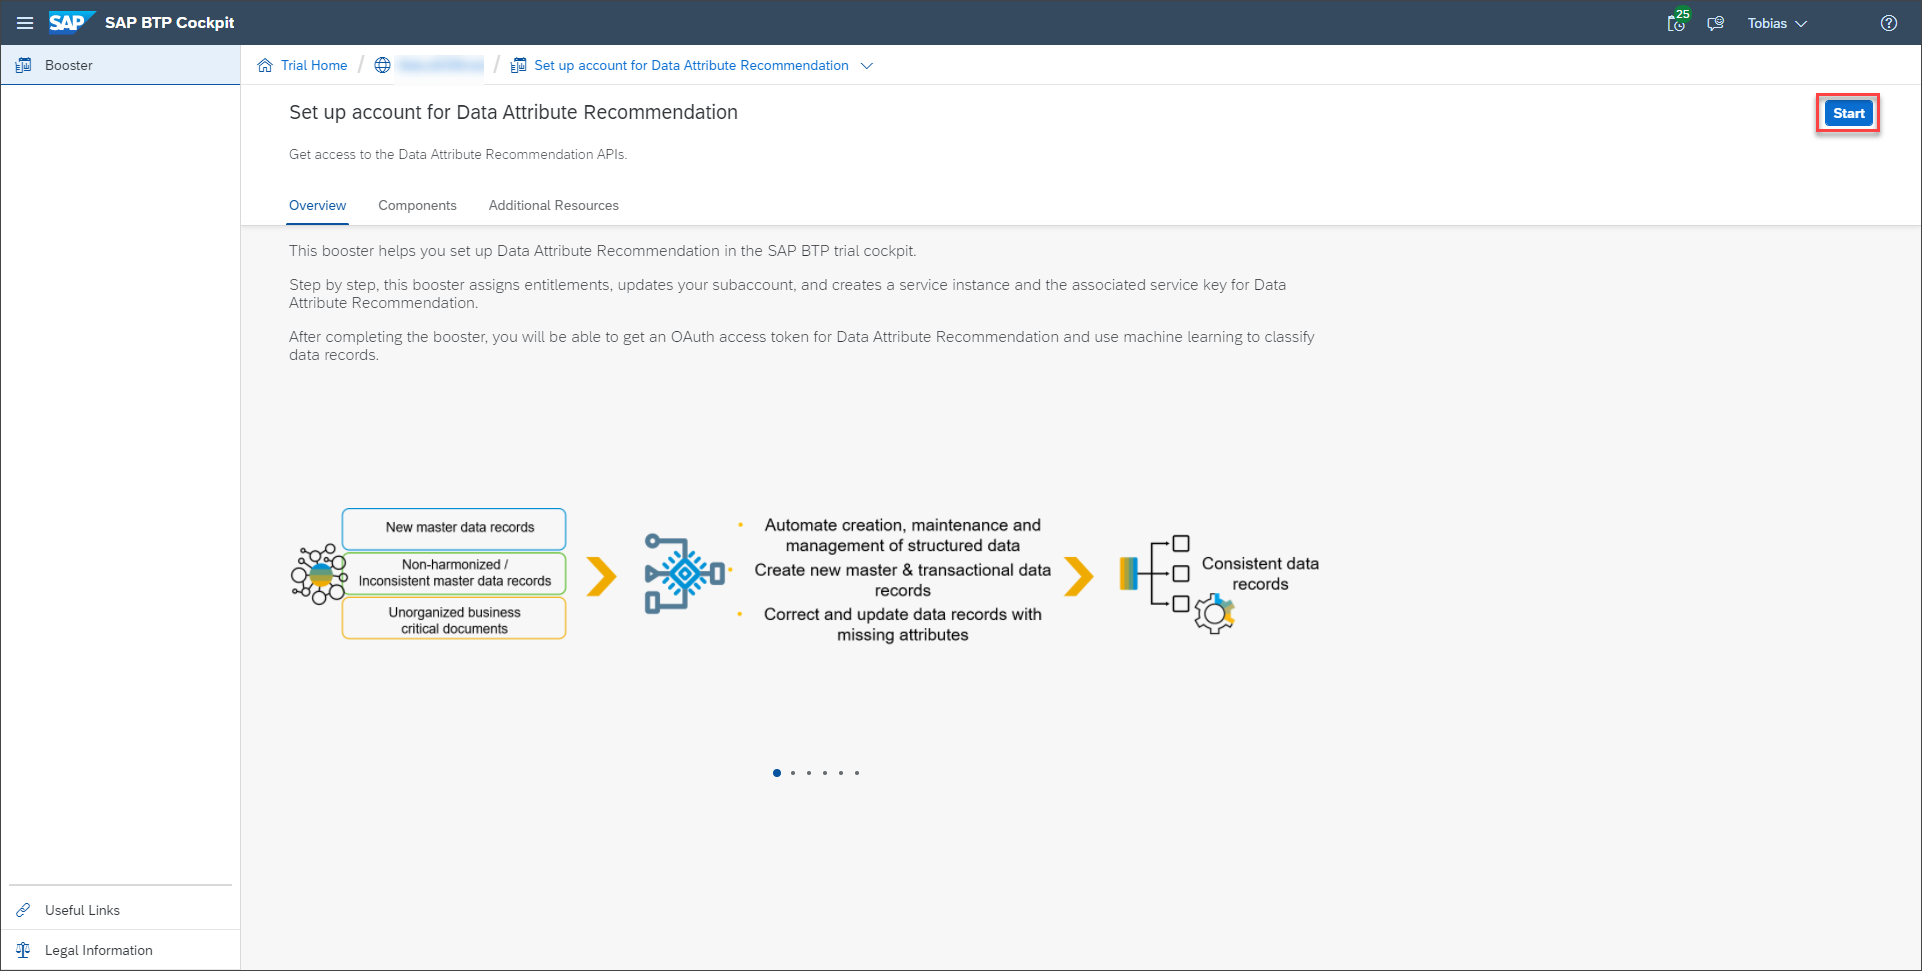 SAP SAP BTP Cockpit 25 Tobias
Booster
Trial Home / / Set up account for Data Attribute Recommendation
Set up account for Data Attribute Recommendation
Start
Get access to the Data Attribute Recommendation APIs.
Overview Components Additional Resources
This booster helps you set up Data Attribute Recommendation in the SAP BTP trial cockpit.
Step by step, this booster assigns entitlements, updates your subaccount, and creates a service instance and the associated service key for Data
Attribute Recommendation.
After completing the booster, you will be able to get an OAuth access token for Data Attribute Recommendation and use machine learning to classify
data records.
New master data records
Non-harmonized /
Inconsistent master data records
Unorganized business
critical documents
• Automate creation, maintenance and
management of structured data
• Create new master & transactional data
records
• Correct and update data records with
missing attributes
Consistent data
records
Useful Links
Legal Information